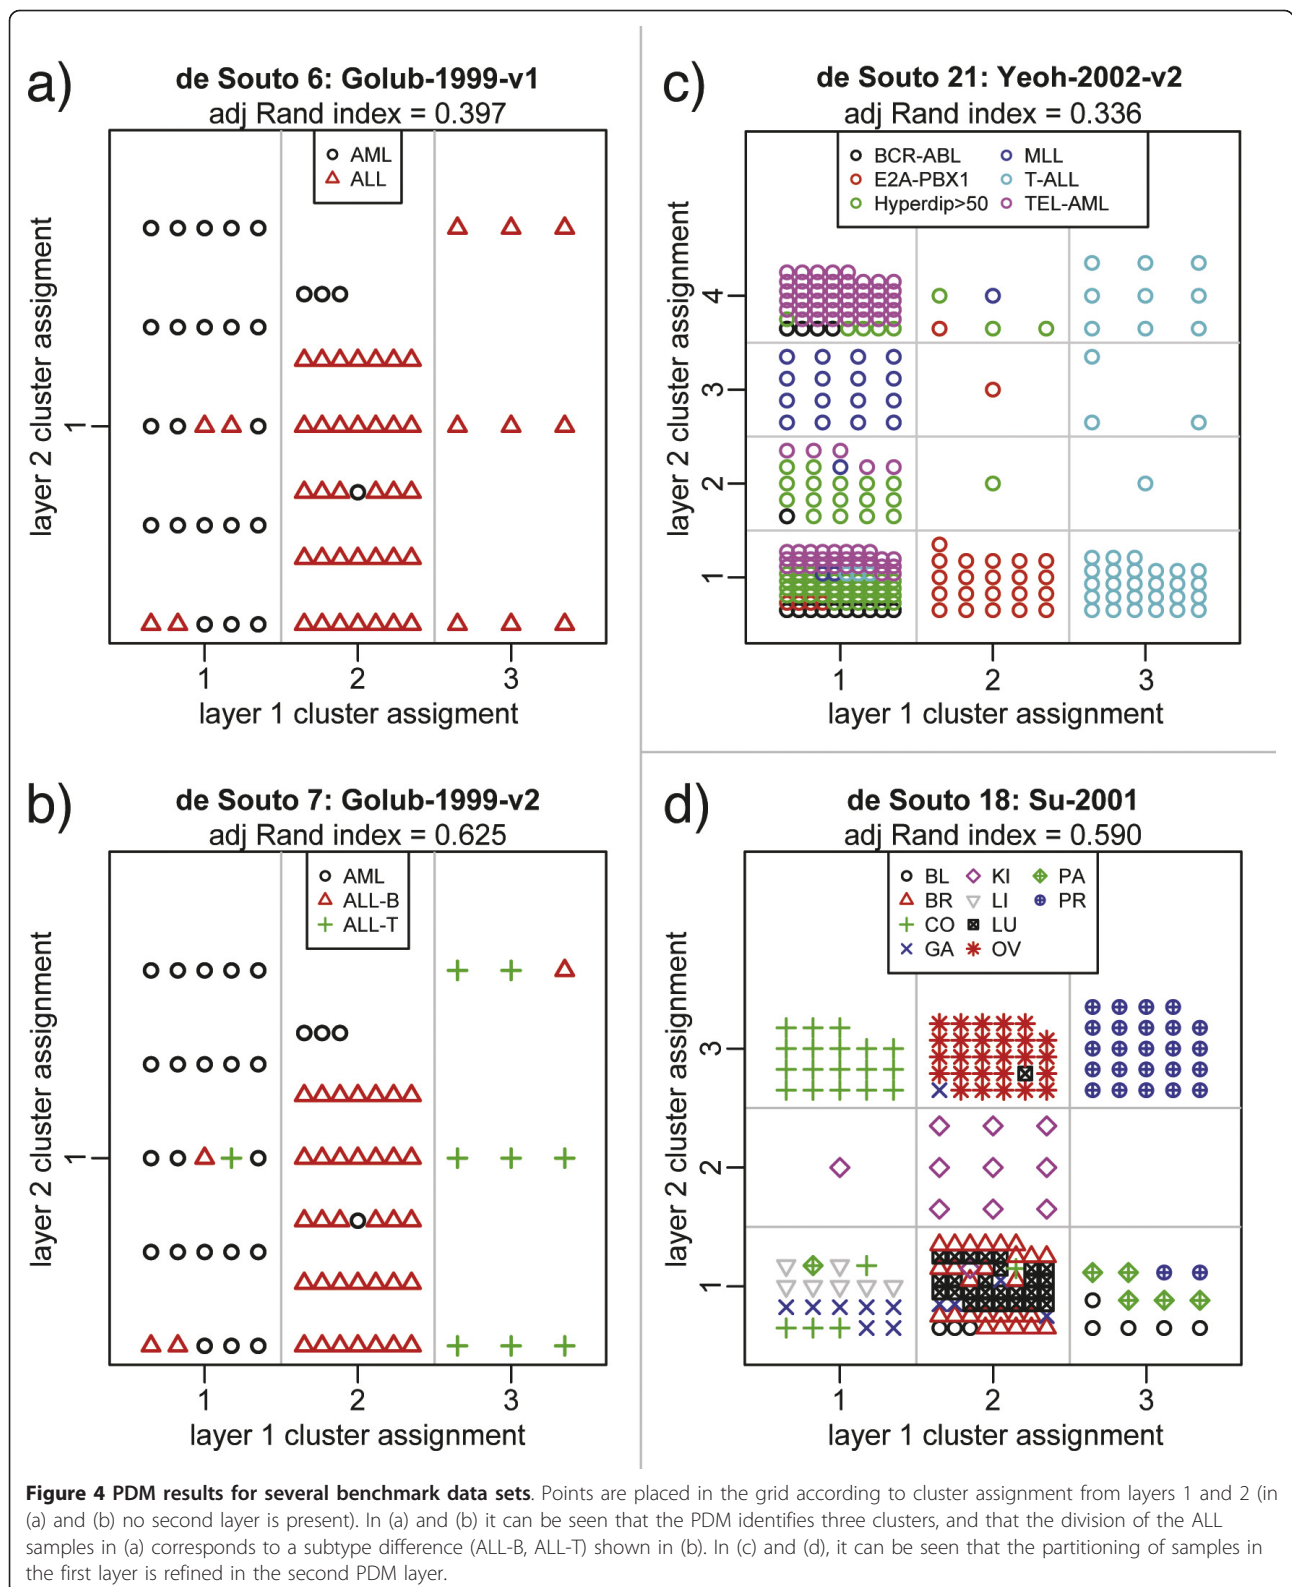 a)
de Souto 6: Golub-1999-v1
adj Rand index = 0.397
AML
ALL
layer 2 cluster assigment
1
1 2 3
layer 1 cluster assigment
b)
de Souto 7: Golub-1999-v2
adj Rand index = 0.625
AML
ALL-B
ALL-T
layer 2 cluster assignment
1
1 2 3
layer 1 cluster assignment
c)
de Souto 21: Yeoh-2002-v2
adj Rand index = 0.336
BCR-ABL MLL
E2A-PBX1 T-ALL
Hyperdip>50 TEL-AML
layer 2 cluster assignment
4
3
2
1
1 2 3
layer 1 cluster assignment
d)
de Souto 18: Su-2001
adj Rand index = 0.590
BL KI PA
BR LI PR
CO LU
GA OV
layer 2 cluster assignment
3
2
1
1 2 3
layer 1 cluster assignment
Figure 4 PDM results for several benchmark data sets. Points are placed in the grid according to cluster assignment from layers 1 and 2 (in
(a) and (b) no second layer is present). In (a) and (b) it can be seen that the PDM identifies three clusters, and that the division of the ALL
samples in (a) corresponds to a subtype difference (ALL-B, ALL-T) shown in (b). In (c) and (d), it can be seen that the partitioning of samples in
the first layer is refined in the second PDM layer.